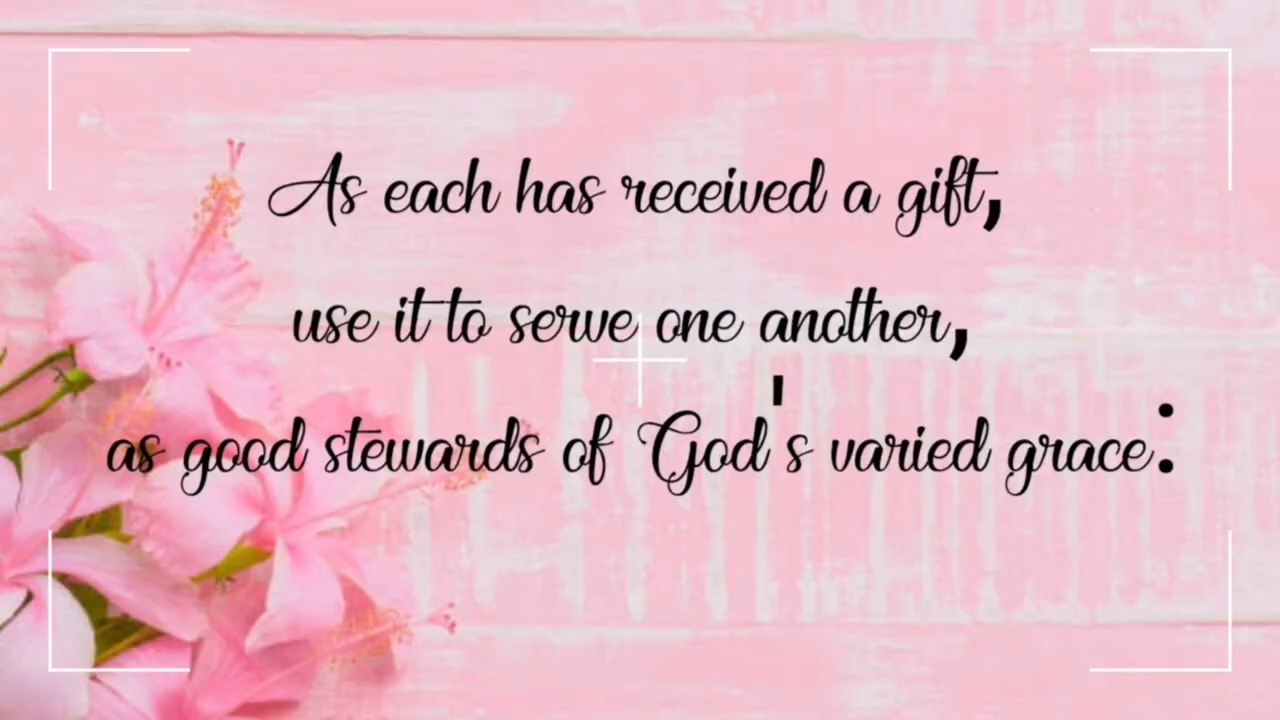 As each has received a gift,
use it to serve one another,
as good stewards of God's varied grace: